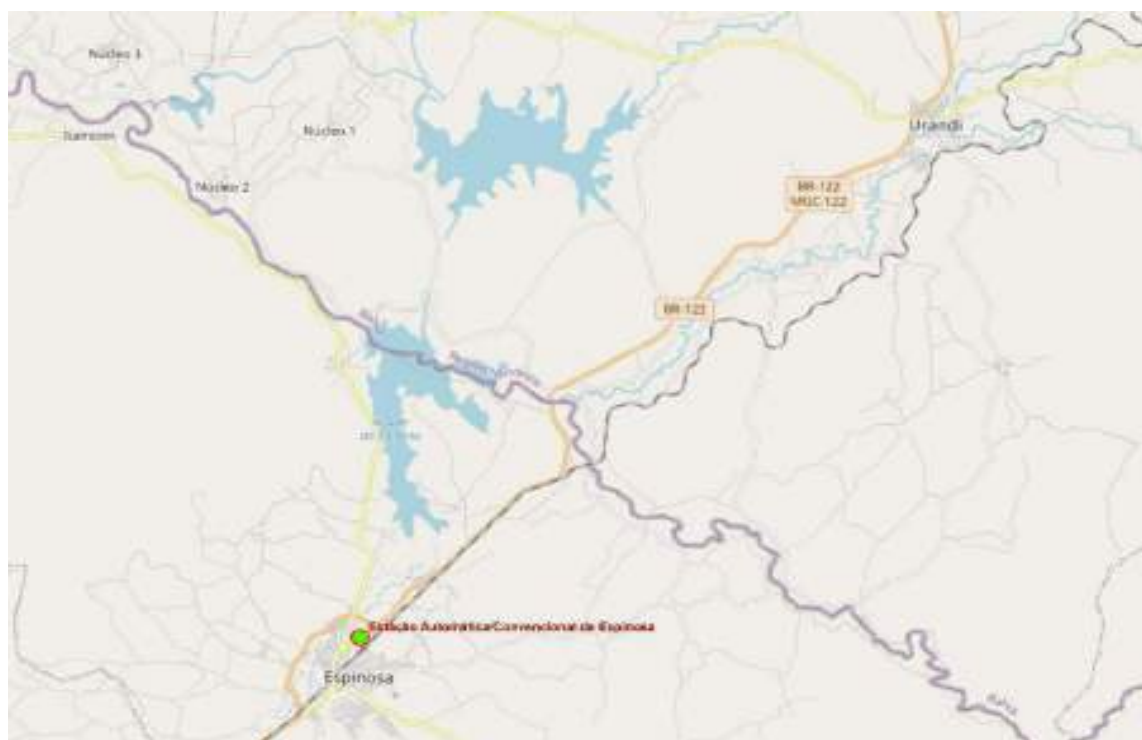 Núcleo 3
Núcleo 1
Núcleo 2
Urandi
BR-122
MGC-122
BR-122
Estação Automática/Convencional de Espinosa
Espinosa
Bahia